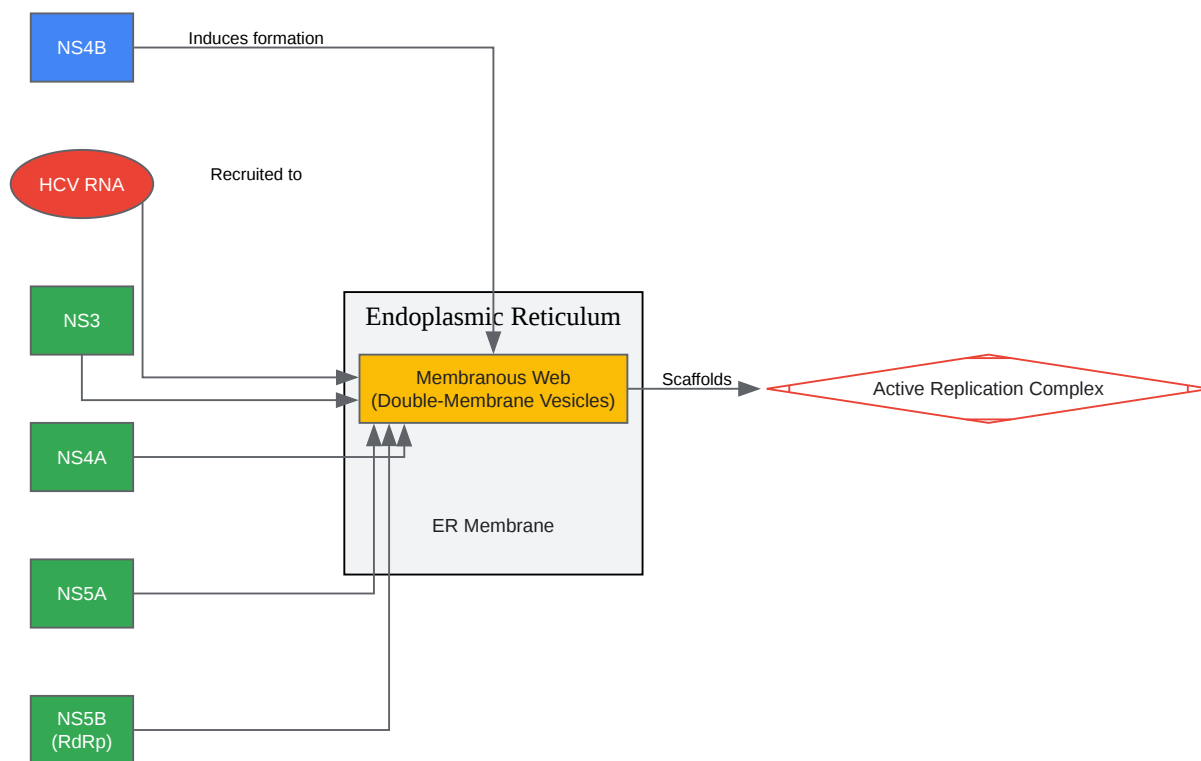 NS4B
Induces formation
HCV RNA
Recruited to
NS3
Endoplasmic Reticulum
Membranous Web
(Double-Membrane Vesicles)
Scaffolds
Active Replication Complex
NS4A
ER Membrane
NS5A
NS5B
(RdRp)